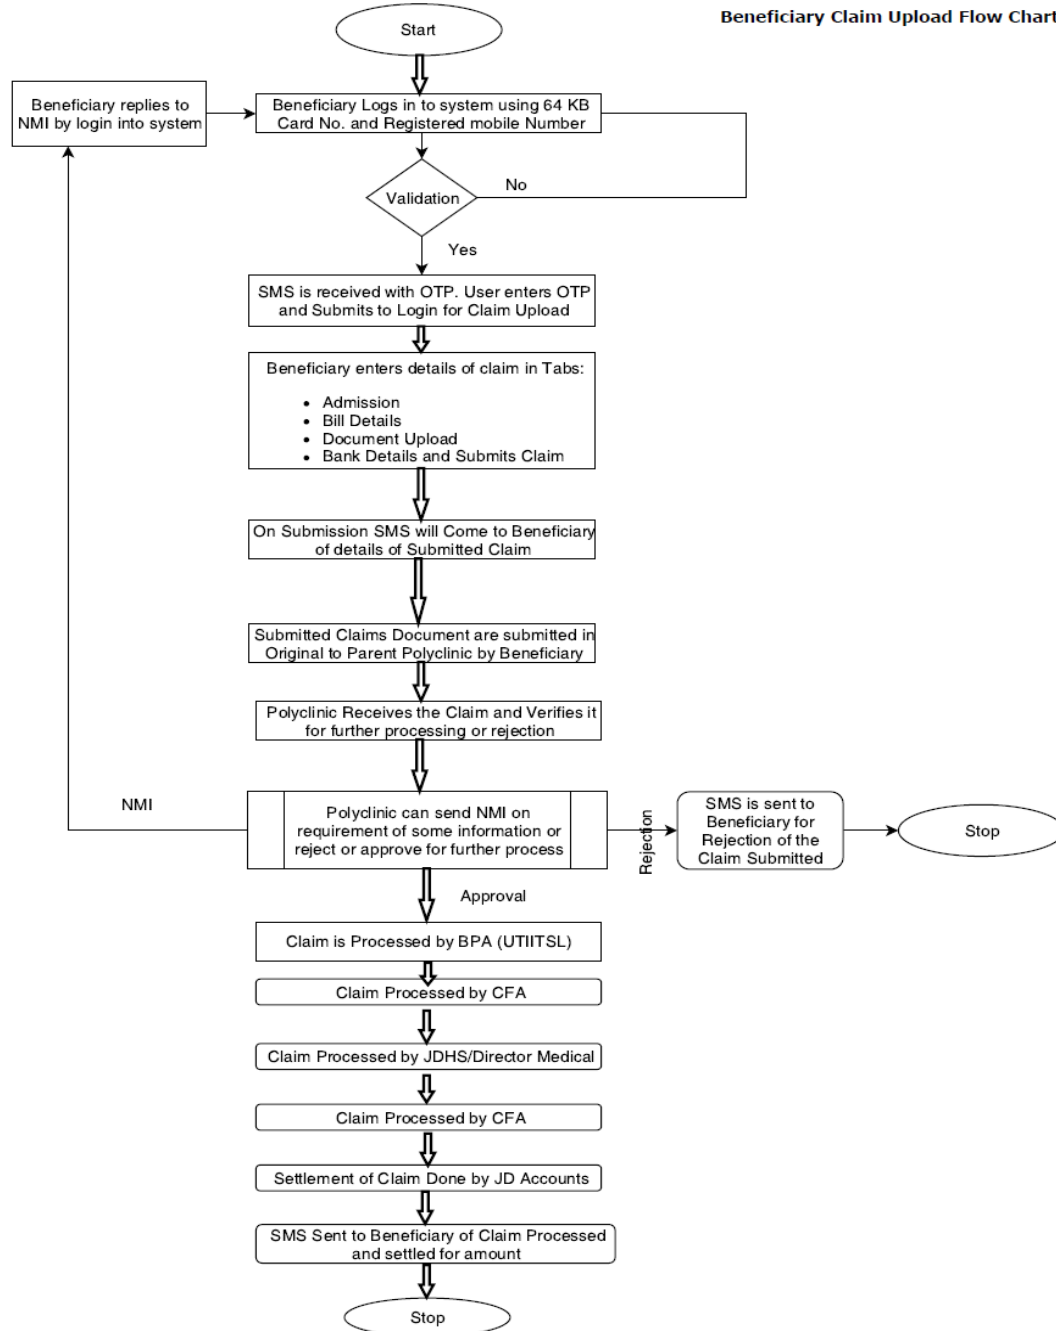 Beneficiary Claim Upload Flow Chart
Start
Beneficiary replies to
NMI by login into system
Beneficiary Logs in to system using 64 KB
Card No. and Registered mobile Number
Validation
No
Yes
SMS is received with OTP. User enters OTP
and Submits to Login for Claim Upload
Beneficiary enters details of claim in Tabs:
• Admission
• Bill Details
• Document Upload
• Bank Details and Submits Claim
On Submission SMS will Come to Beneficiary
of details of Submitted Claim
Submitted Claims Document are submitted in
Original to Parent Polyclinic by Beneficiary
Polyclinic Receives the Claim and Verifies it
for further processing or rejection
NMI
Polyclinic can send NMI on
requirement of some information or
reject or approve for further process
Rejection
SMS is sent to
Beneficiary for
Rejection of the
Claim Submitted
Stop
Approval
Claim is Processed by BPA (UTIITSL)
Claim Processed by CFA
Claim Processed by JDHS/Director Medical
Claim Processed by CFA
Settlement of Claim Done by JD Accounts
SMS Sent to Beneficiary of Claim Processed
and settled for amount
Stop